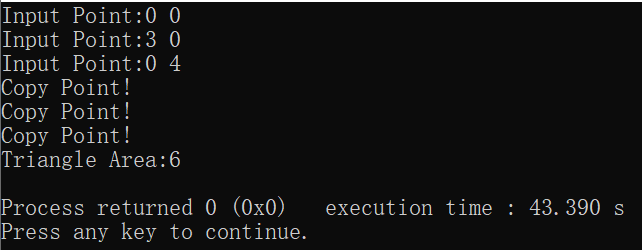 Input Point:0 0
Input Point:3 0
Input Point:0 4
Copy Point!
Copy Point!
Copy Point!
Triangle Area:6
Process returned 0 (0x0)   execution time : 43.390 s
Press any key to continue.